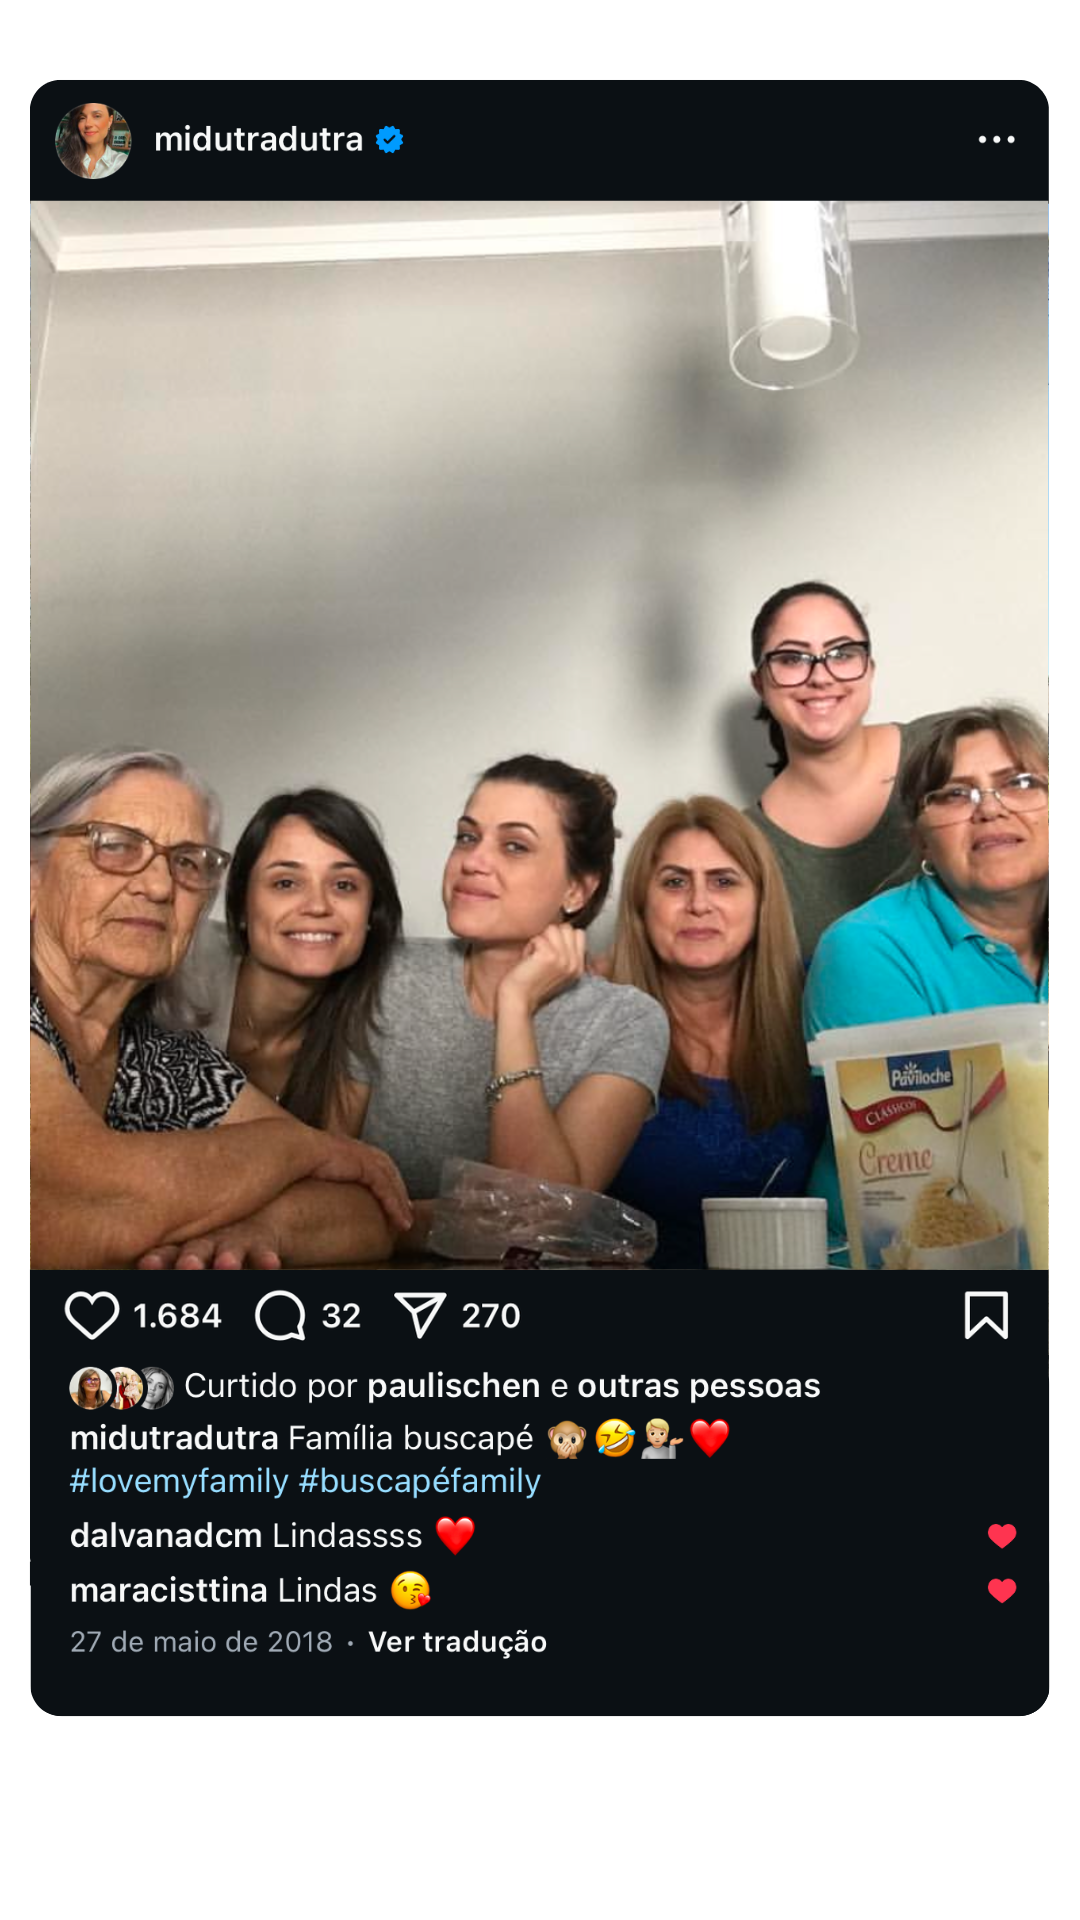 midutradutra
Paviloche
CLÁSSICOS
Creme
1.684 32 270
Curtido por paulischen e outras pessoas
midutradutra Família buscapé 🙊🤣💁🏼❤️
#lovemyfamily #buscapéfamily
dalvanadcm Lindassss ❤️
maracisttina Lindas 😘
27 de maio de 2018 · Ver tradução